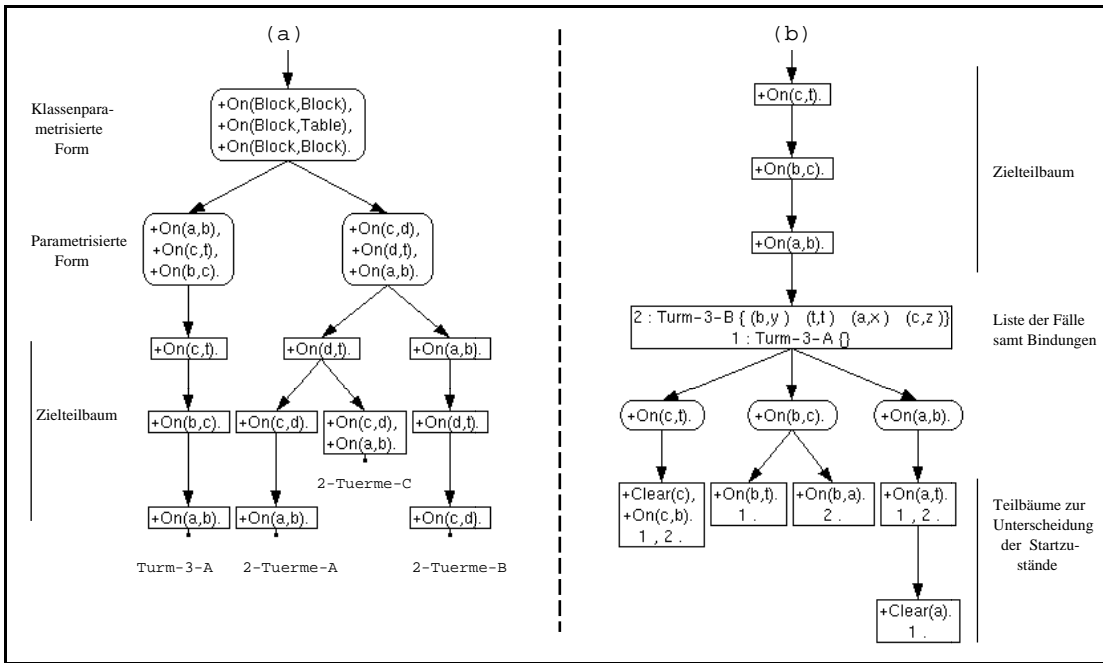 (a)
Klassenpara-
metrisierte
Form
+On(Block,Block),
+On(Block,Table),
+On(Block,Block).
Parametrisierte
Form
+On(a,b),
+On(c,t),
+On(b,c).
+On(c,d),
+On(d,t),
+On(a,b).
Zielteilbaum
+On(c,t).
+On(d,t).
+On(a,b).
+On(b,c).
+On(c,d).
+On(c,d),
+On(a,b).
+On(d,t).
2-Tuerme-C
+On(a,b).
+On(a,b).
+On(c,d).
Turm-3-A
2-Tuerme-A
2-Tuerme-B
(b)
+On(c,t).
+On(b,c).
+On(a,b).
Zielteilbaum
2 : Turm-3-B { (b,y) (t,t) (a,x) (c,z)}
1 : Turm-3-A {}
Liste der Fälle
samt Bindungen
+On(c,t).
+On(b,c).
+On(a,b).
+Clear(c),
+On(c,b).
1 , 2 .
+On(b,t).
1 .
+On(b,a).
2 .
+On(a,t).
1 , 2 .
+Clear(a).
1 .
Teilbäume zur
Unterscheidung
der Startzu-
stände